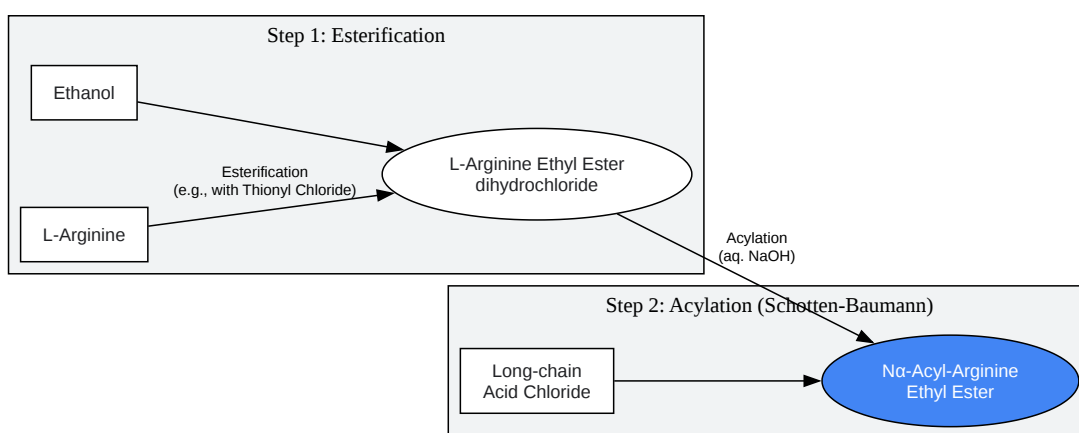 Step 1: Esterification
Ethanol
Esterification
(e.g., with Thionyl Chloride)
L-Arginine Ethyl Ester
dihydrochloride
L-Arginine
Acylation
(aq. NaOH)
Step 2: Acylation (Schotten-Baumann)
Long-chain
Acid Chloride
Nα-Acyl-Arginine
Ethyl Ester